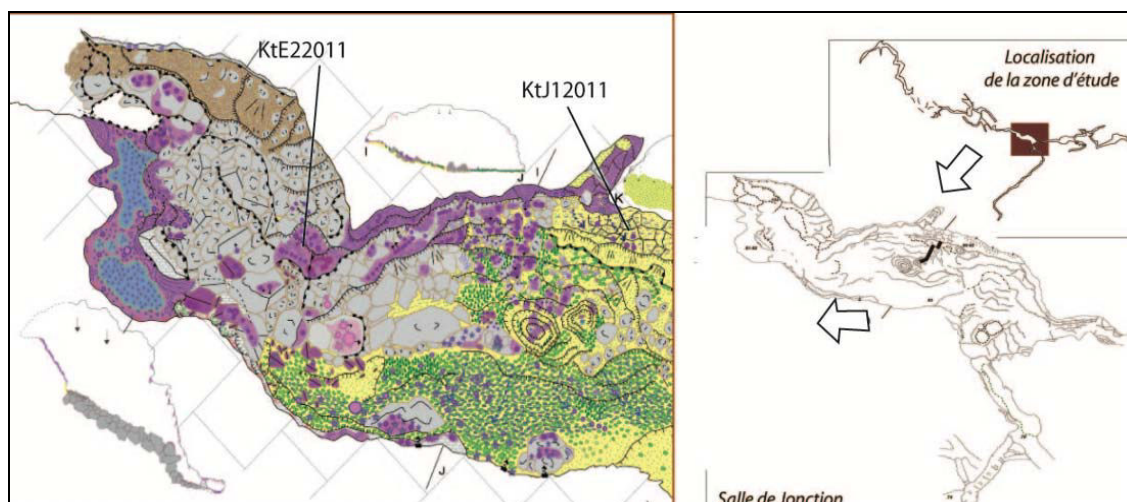 KtE22011
KtJ12011
I
J
I
K
J
Localisation
de la zone d'étude
Salle de Jonction